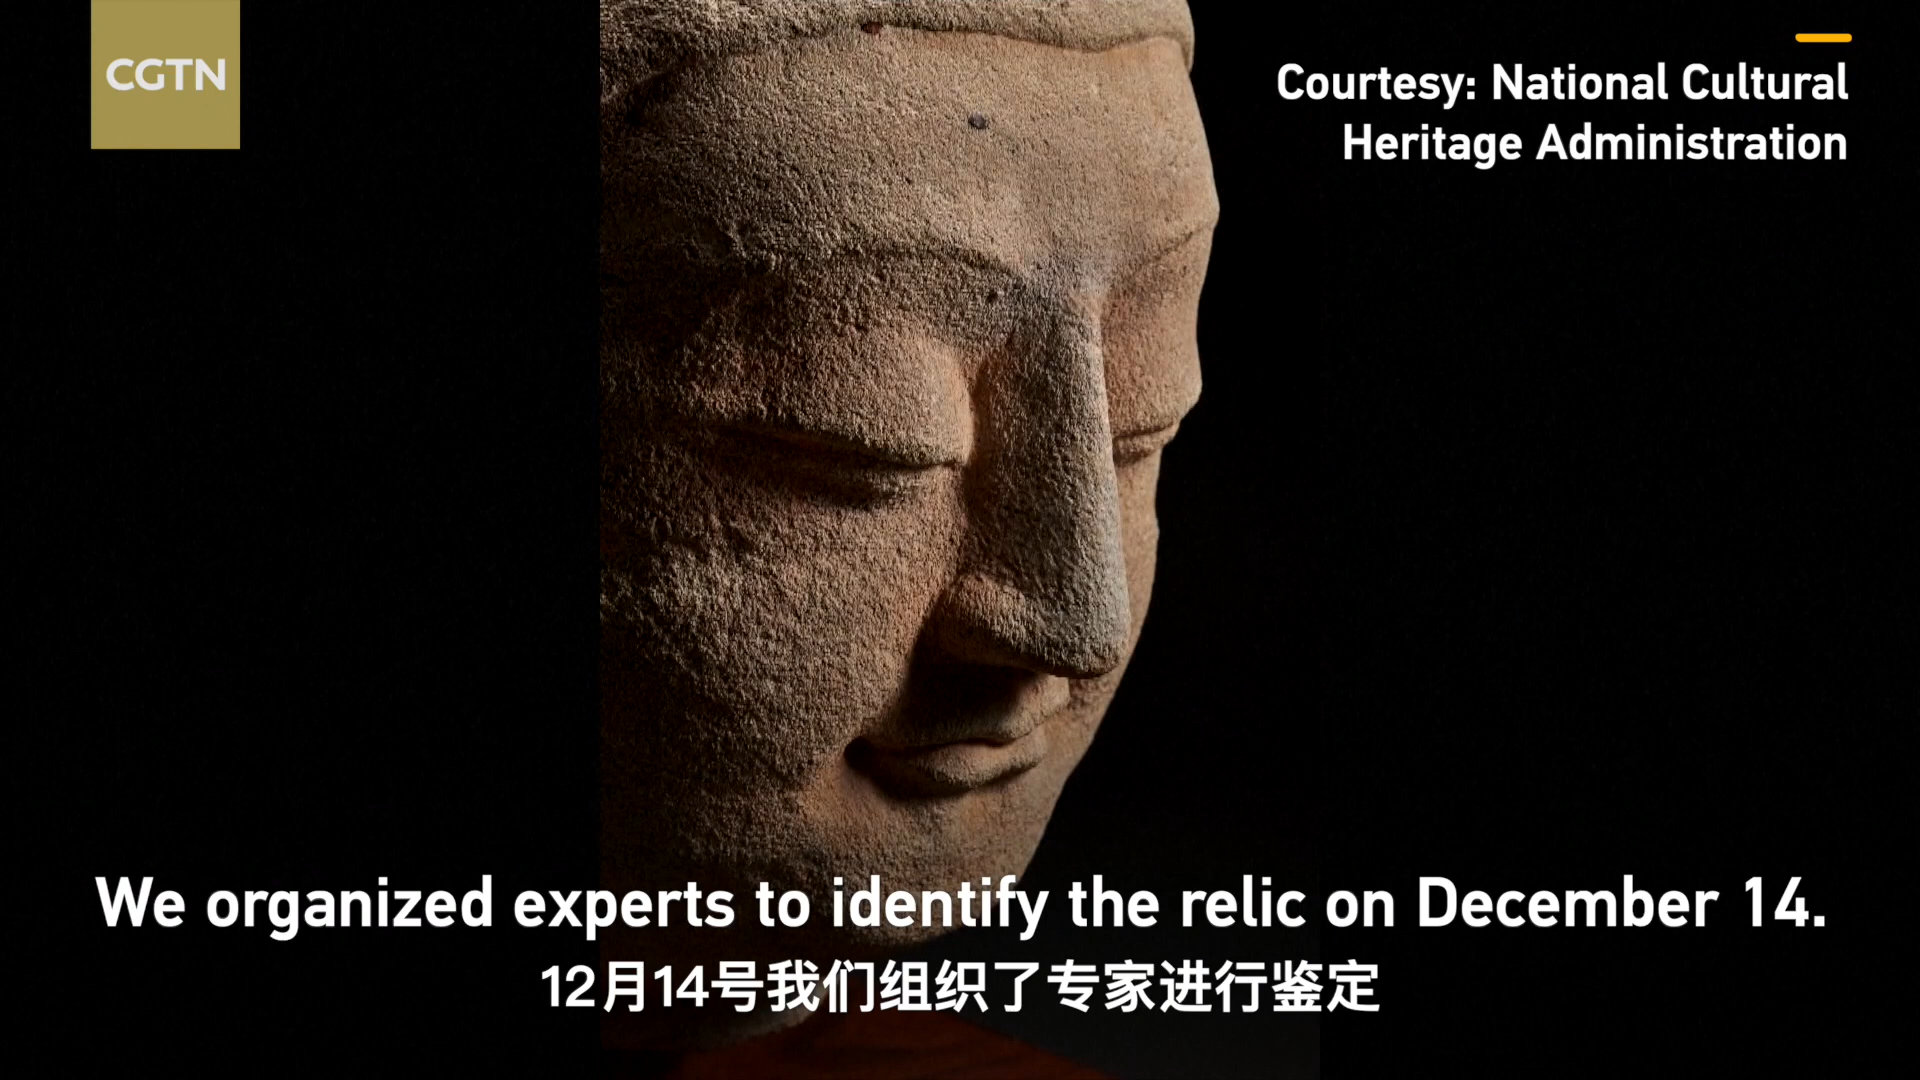 CGTN
Courtesy: National Cultural
Heritage Administration
We organized experts to identify the relic on December 14.
12月14号我们组织了专家进行鉴定